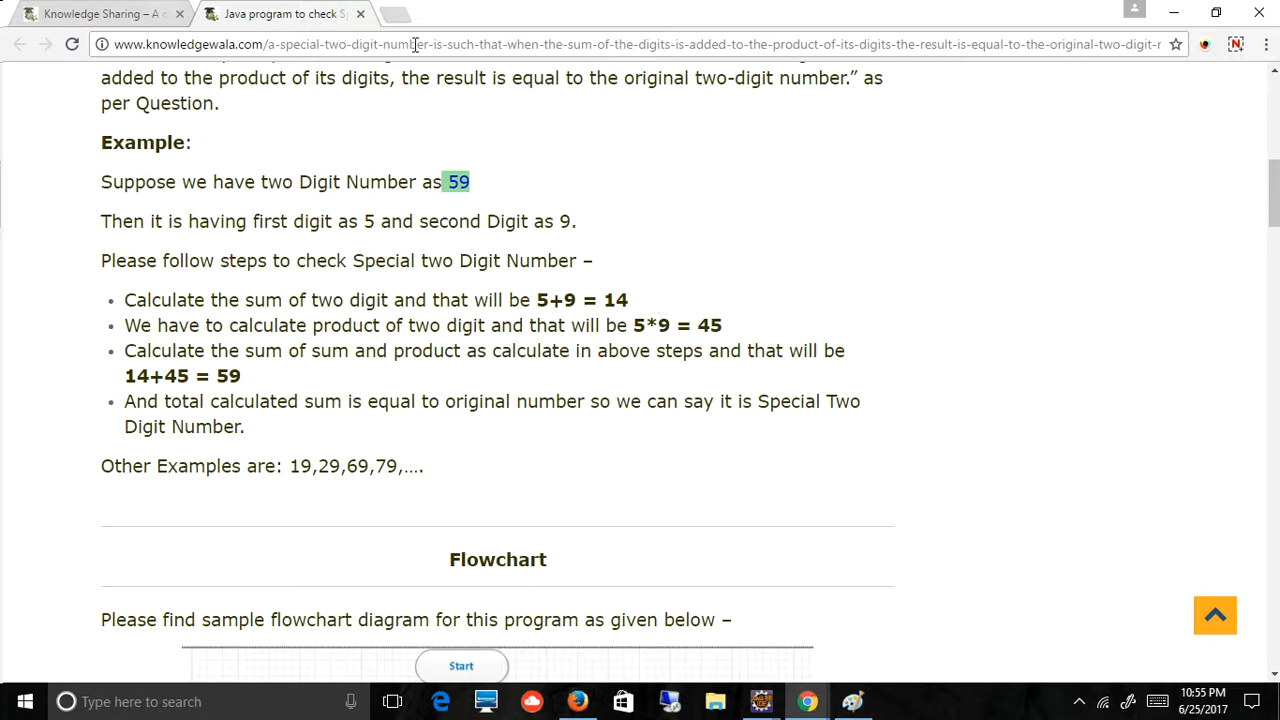 Knowledge Sharing – A c
Java program to check S
www.knowledgewala.com/a-special-two-digit-number-is-such-that-when-the-sum-of-the-digits-is-added-to-the-product-of-its-digits-the-result-is-equal-to-the-original-two-digit-r
added to the product of its digits, the result is equal to the original two-digit number.” as
per Question.
Example:
Suppose we have two Digit Number as 59
Then it is having first digit as 5 and second Digit as 9.
Please follow steps to check Special two Digit Number –
• Calculate the sum of two digit and that will be 5+9 = 14
• We have to calculate product of two digit and that will be 5*9 = 45
• Calculate the sum of sum and product as calculate in above steps and that will be
14+45 = 59
• And total calculated sum is equal to original number so we can say it is Special Two
Digit Number.
Other Examples are: 19,29,69,79,….
Flowchart
Please find sample flowchart diagram for this program as given below –
Start
Type here to search
10:55 PM
6/25/2017